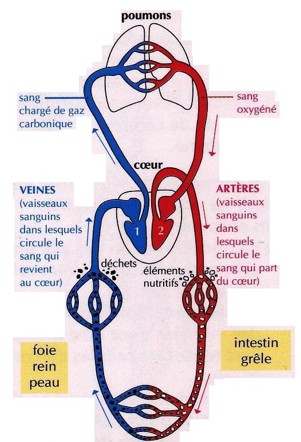 poumons
sang
chargé de gaz
carbonique
sang
oxygéné
cœur
VEINES
(vaisseaux
sanguins
dans lesquels
circule le
sang qui
revient
au cœur)
1
2
ARTÈRES
(vaisseaux
sanguins
dans
lesquels
circule le
sang qui part
du cœur)
déchets
éléments
nutritifs
foie
rein
peau
intestin
grêle